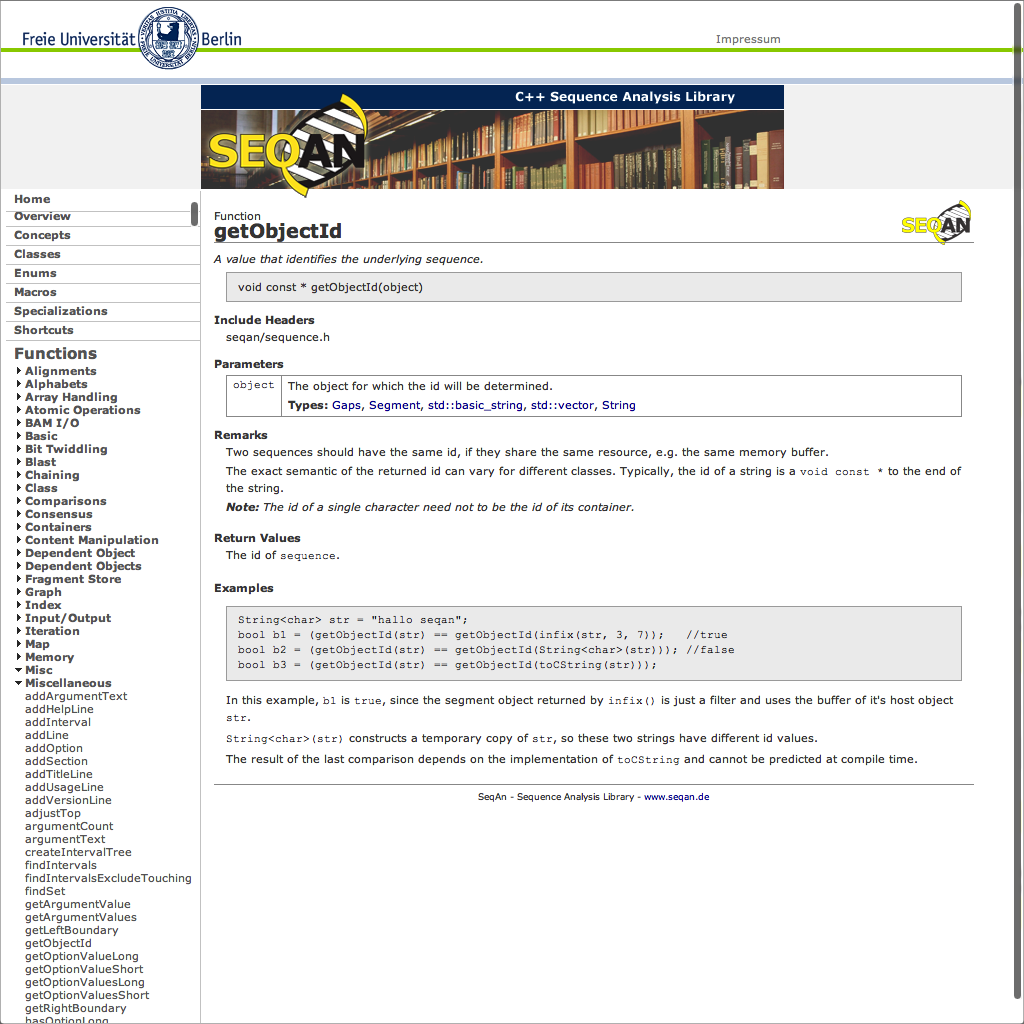 Freie Universität Berlin
Impressum
C++ Sequence Analysis Library
SEQAN
Home
Overview
Concepts
Classes
Enums
Macros
Specializations
Shortcuts
Functions
Alignments
Alphabets
Array Handling
Atomic Operations
BAM I/O
Basic
Bit Twiddling
Blast
Chaining
Class
Comparisons
Consensus
Containers
Content Manipulation
Dependent Object
Dependent Objects
Fragment Store
Graph
Index
Input/Output
Iteration
Map
Memory
Misc
Miscellaneous
addArgumentText
addHelpLine
addInterval
addLine
addOption
addSection
addTitleLine
addUsageLine
addVersionLine
adjustTop
argumentCount
argumentText
createIntervalTree
findIntervals
findIntervalsExcludeTouching
findSet
getArgumentValue
getArgumentValues
getLeftBoundary
getObjectId
getOptionValueLong
getOptionValueShort
getOptionValuesLong
getOptionValuesShort
getRightBoundary
hasOptionLong
Function
getObjectId
SEQAN
A value that identifies the underlying sequence.
void const * getObjectId(object)
Include Headers
seqan/sequence.h
Parameters
object The object for which the id will be determined.
Types: Gaps, Segment, std::basic_string, std::vector, String
Remarks
Two sequences should have the same id, if they share the same resource, e.g. the same memory buffer.
The exact semantic of the returned id can vary for different classes. Typically, the id of a string is a void const * to the end of
the string.
Note: The id of a single character need not to be the id of its container.
Return Values
The id of sequence.
Examples
String<char> str = "hallo seqan";
bool b1 = (getObjectId(str) == getObjectId(infix(str, 3, 7)); //true
bool b2 = (getObjectId(str) == getObjectId(String<char>(str))); //false
bool b3 = (getObjectId(str) == getObjectId(toCString(str)));
In this example, b1 is true, since the segment object returned by infix() is just a filter and uses the buffer of it's host object
str.
String<char>(str) constructs a temporary copy of str, so these two strings have different id values.
The result of the last comparison depends on the implementation of toCString and cannot be predicted at compile time.
SeqAn - Sequence Analysis Library - www.seqan.de